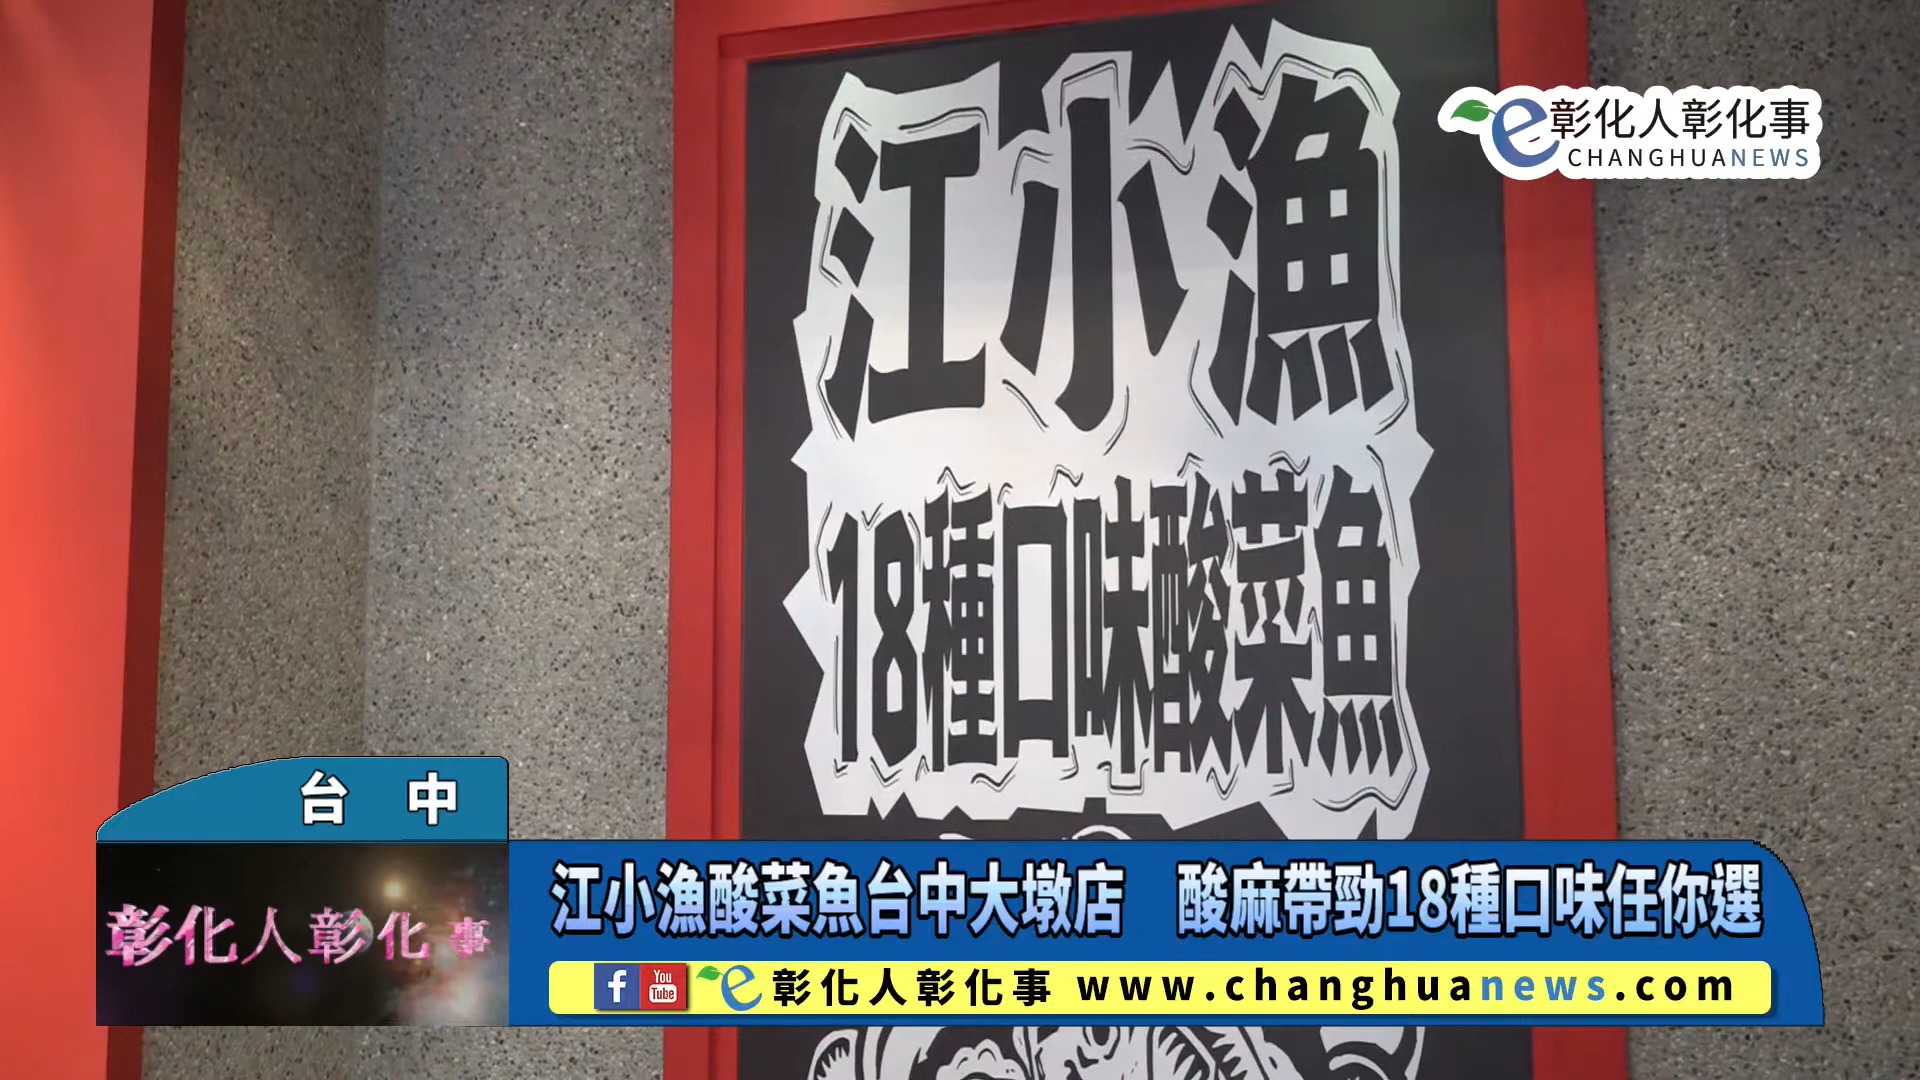 彰化人彰化事
CHANGHUANEWS
江小漁
18種口味酸菜魚
台 中
彰化人彰化事
江小漁酸菜魚台中大墩店 酸麻帶勁18種口味任你選
f You Tube e 彰化人彰化事 www.changhuanews.com